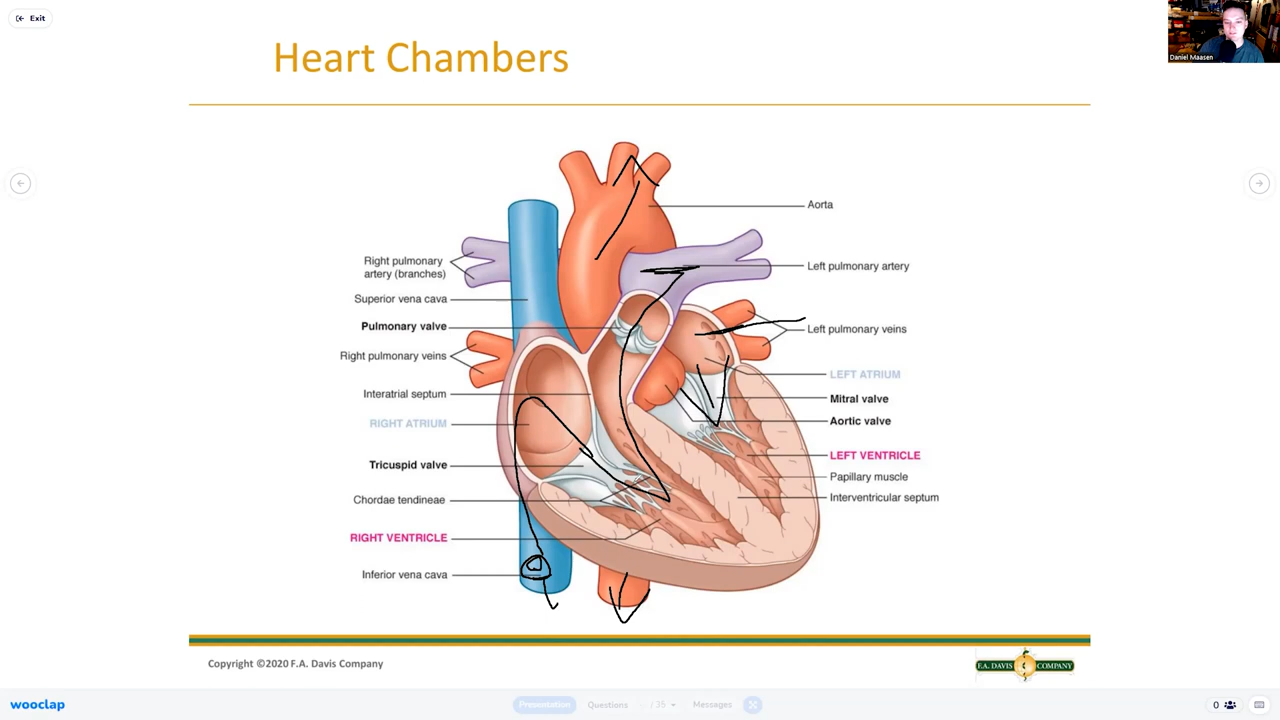 Exit
Heart Chambers
Daniel Maasen
Right pulmonary
artery (branches)
Superior vena cava
Pulmonary valve
Right pulmonary veins
Interatrial septum
RIGHT ATRIUM
Tricuspid valve
Chordae tendineae
RIGHT VENTRICLE
Inferior vena cava
Aorta
Left pulmonary artery
Left pulmonary veins
LEFT ATRIUM
Mitral valve
Aortic valve
LEFT VENTRICLE
Papillary muscle
Interventricular septum
Copyright ©2020 F.A. Davis Company
F.A. DAVIS COMPANY
wooclap
Presentation
Questions
/ 35
Messages
0